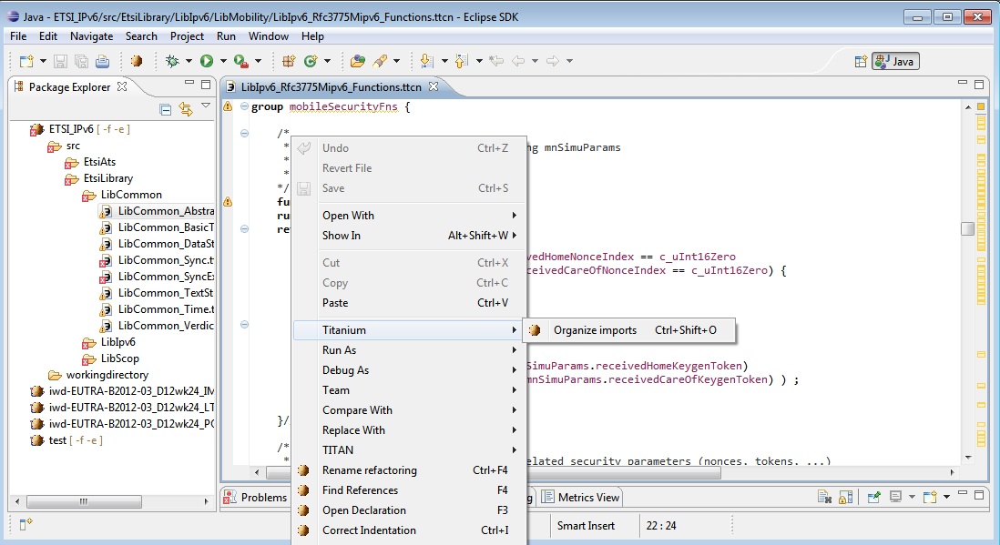 Java - ETSI_IPv6/src/EtsiLibrary/LibIpv6/LibMobility/LibIpv6_Rfc3775Mipv6_Functions.ttcn - Eclipse SDK
File Edit Navigate Search Project Run Window Help
Java
Package Explorer
LibIpv6_Rfc3775Mipv6_Functions.ttcn
ETSI_IPv6 [ -f -e ]
src
EtsiAts
EtsiLibrary
LibCommon
LibCommon_Abstra
LibCommon_BasicT
LibCommon_DataSt
LibCommon_Sync.t
LibCommon_SyncEx
LibCommon_TextSt
LibCommon_Time.t
LibCommon_Verdic
LibIpv6
LibScop
workingdirectory
iwd-EUTRA-B2012-03_D12wk24_IM
iwd-EUTRA-B2012-03_D12wk24_LT
iwd-EUTRA-B2012-03_D12wk24_PC
test [ -f -e ]
group mobileSecurityFns {
/*
* ng mnSimuParams
*
*
*/
fu
ru
re
vedHomeNonceIndex == c_uInt16Zero
ceivedCareOfNonceIndex == c_uInt16Zero) {
SimuParams.receivedHomeKeygenToken)
mnSimuParams.receivedCareOfKeygenToken) ) ;
}/
/*
* elated security parameters (nonces, tokens, ...)
Undo Ctrl+Z
Revert File
Save Ctrl+S
Open With
Show In Alt+Shift+W
Cut Ctrl+X
Copy Ctrl+C
Paste Ctrl+V
Titanium
Organize imports Ctrl+Shift+O
Run As
Debug As
Team
Compare With
Replace With
TITAN
Rename refactoring Ctrl+F4
Find References F4
Open Declaration F3
Correct Indentation Ctrl+I
Problems
g
Metrics View
Smart Insert
22 : 24